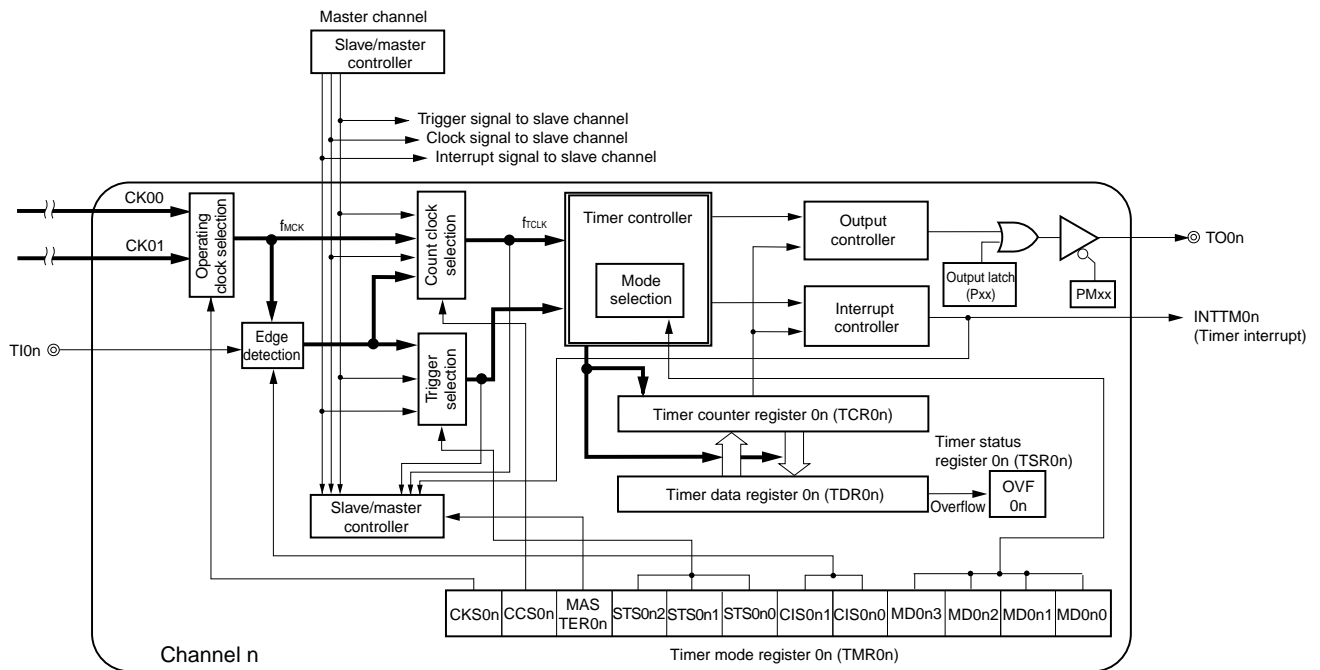 Master channel
Slave/master
controller
Trigger signal to slave channel
Clock signal to slave channel
Interrupt signal to slave channel
CK00
CK01
Operating
clock selection
fMCK
Count clock
selection
fTCLK
Timer controller
Mode
selection
Output
controller
Output latch
(Pxx)
PMxx
TO0n
Interrupt
controller
INTTM0n
(Timer interrupt)
TI0n
Edge
detection
Trigger
selection
Timer counter register 0n (TCR0n)
Timer status
register 0n (TSR0n)
Timer data register 0n (TDR0n)
Overflow
OVF
0n
Slave/master
controller
CKS0n
CCS0n
MAS
TER0n
STS0n2
STS0n1
STS0n0
CIS0n1
CIS0n0
MD0n3
MD0n2
MD0n1
MD0n0
Channel n
Timer mode register 0n (TMR0n)